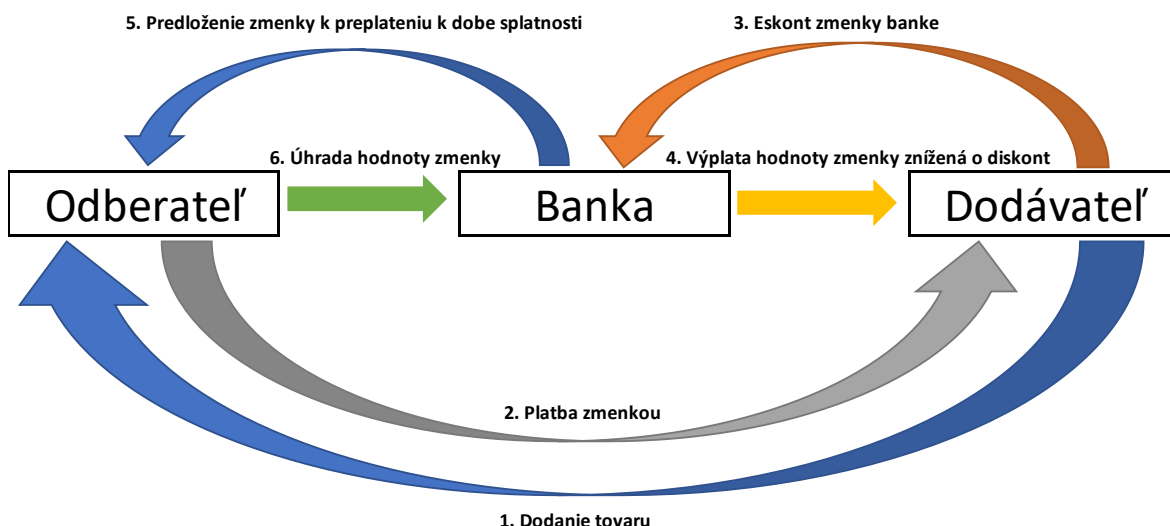 5. Predloženie zmenky k preplateniu k dobe splatnosti
3. Eskont zmenky banke
6. Úhrada hodnoty zmenky
4. Výplata hodnoty zmenky znížená o diskont
Odberateľ
Banka
Dodávateľ
2. Platba zmenkou
1. Dodanie tovaru